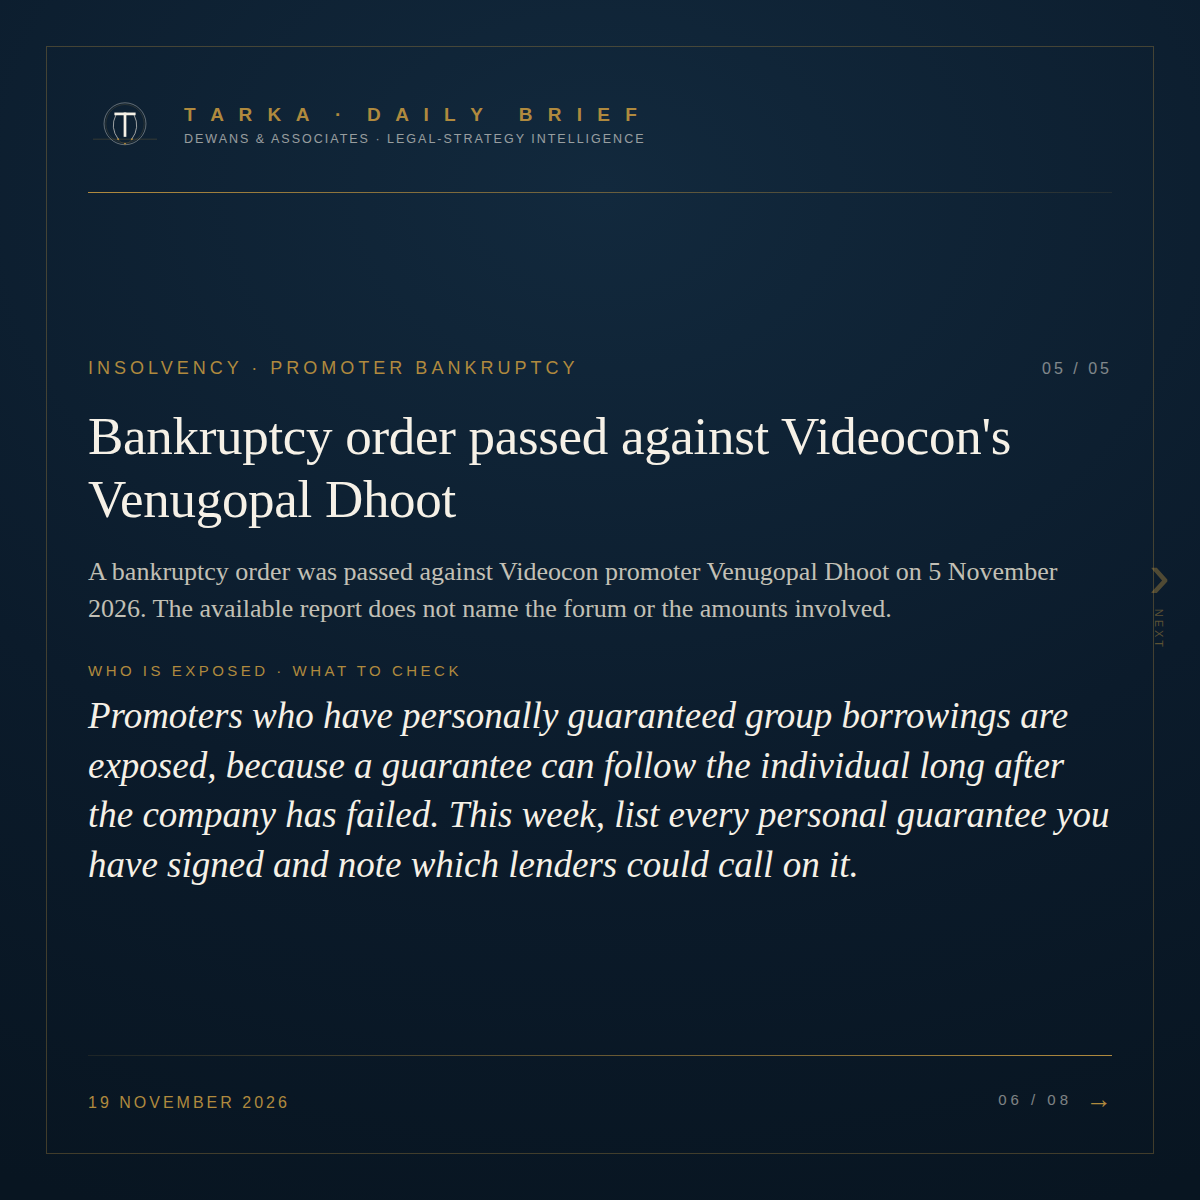 T
TARKA · DAILY BRIEF
DEWANS & ASSOCIATES · LEGAL-STRATEGY INTELLIGENCE
INSOLVENCY · PROMOTER BANKRUPTCY
05 / 05
Bankruptcy order passed against Videocon's
Venugopal Dhoot
A bankruptcy order was passed against Videocon promoter Venugopal Dhoot on 5 November
2026. The available report does not name the forum or the amounts involved.
NEXT
WHO IS EXPOSED · WHAT TO CHECK
Promoters who have personally guaranteed group borrowings are
exposed, because a guarantee can follow the individual long after
the company has failed. This week, list every personal guarantee you
have signed and note which lenders could call on it.
19 NOVEMBER 2026
06 / 08 →